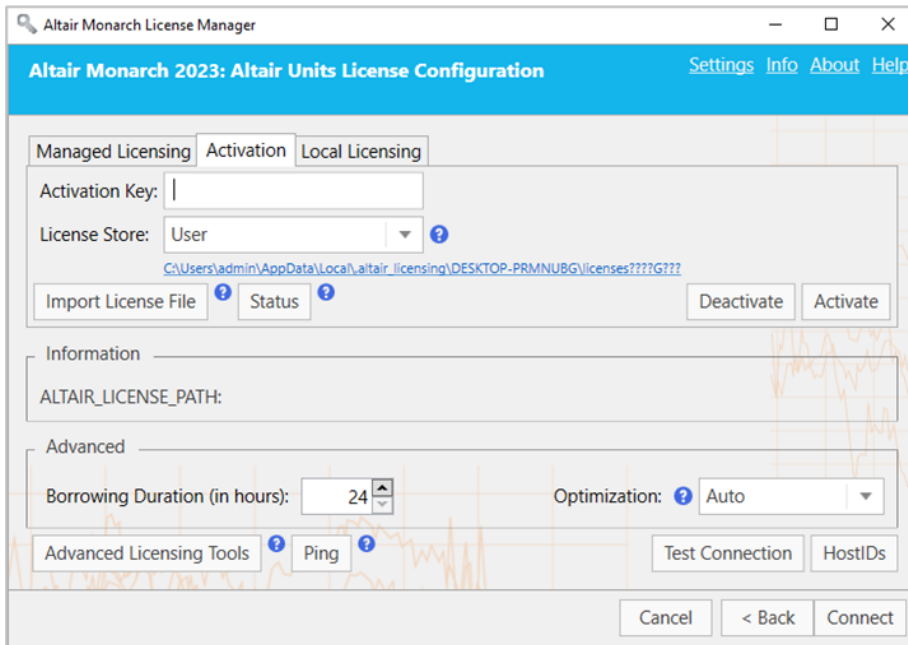 Altair Monarch License Manager
Altair Monarch 2023: Altair Units License Configuration Settings Info About Help
Managed Licensing Activation Local Licensing
Activation Key:
License Store: User ?
C:\Users\admin\AppData\Local\.altair_licensing\DESKTOP-PRMNUBG\licenses????G???
Import License File ? Status ? Deactivate Activate
Information
ALTAIR_LICENSE_PATH:
Advanced
Borrowing Duration (in hours): 24 Optimization: ? Auto
Advanced Licensing Tools ? Ping ? Test Connection HostIDs
Cancel < Back Connect